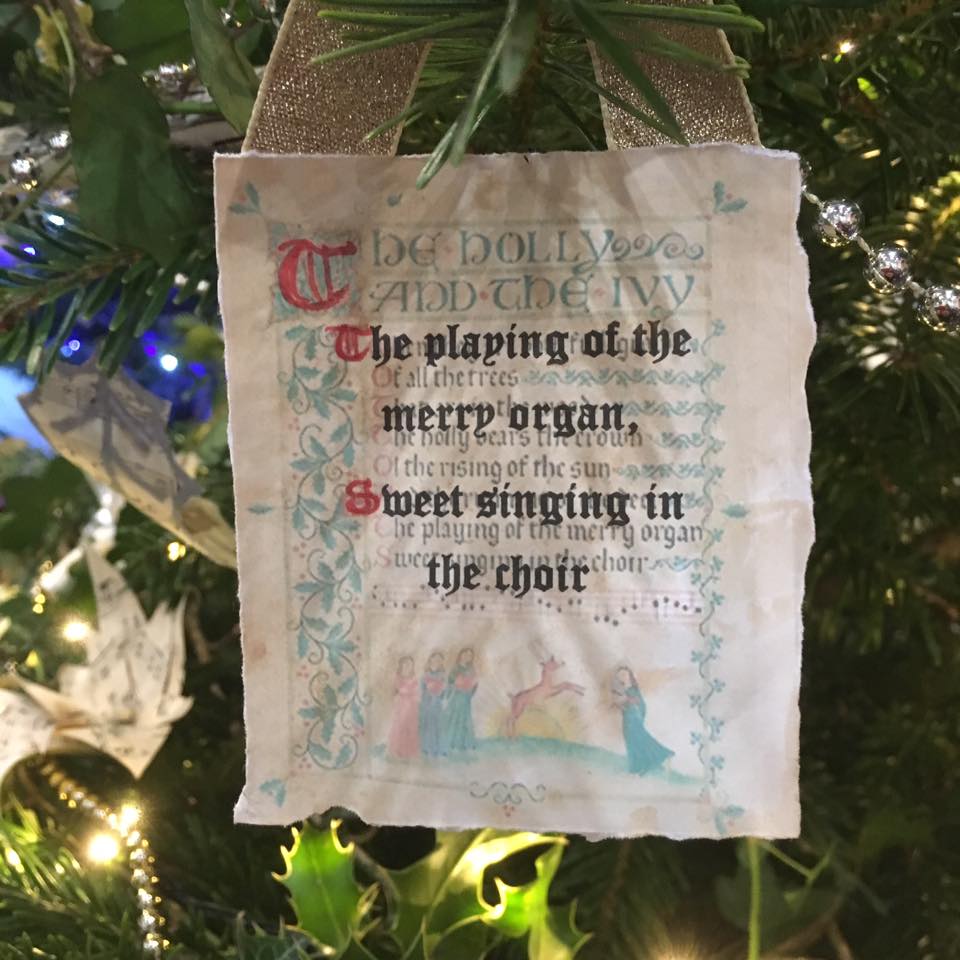 The Holly
And·The·Ivy
The playing of the
Of all the trees
merry organ,
The holly bears the crown
Of the rising of the sun
Sweet singing in
The playing of the merry organ
Sweet singing in the choir
the choir